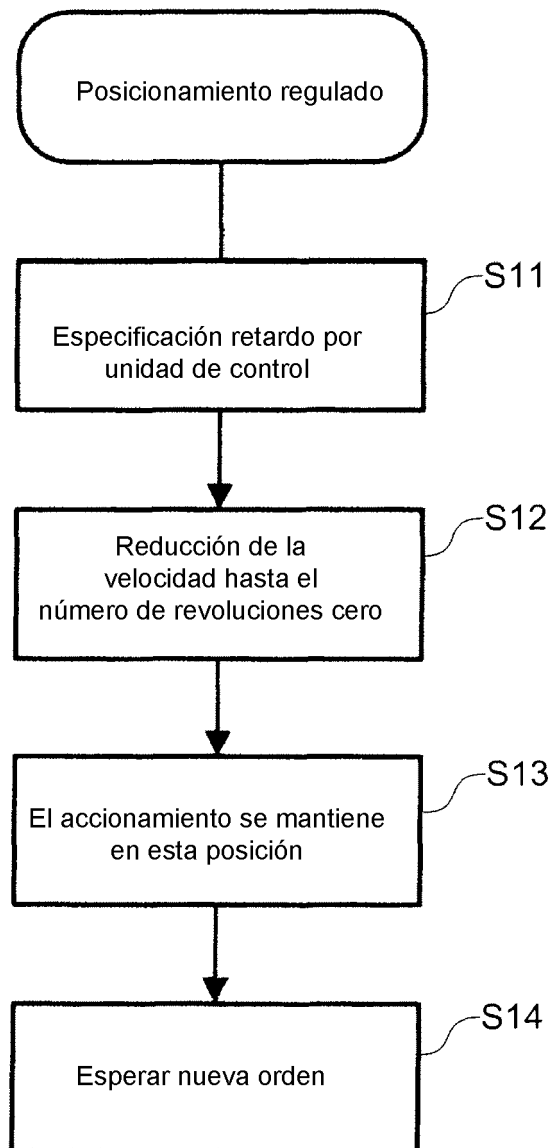 Posicionamiento regulado
S11
Especificación retardo por
unidad de control
S12
Reducción de la
velocidad hasta el
número de revoluciones cero
S13
El accionamiento se mantiene
en esta posición
S14
Esperar nueva orden